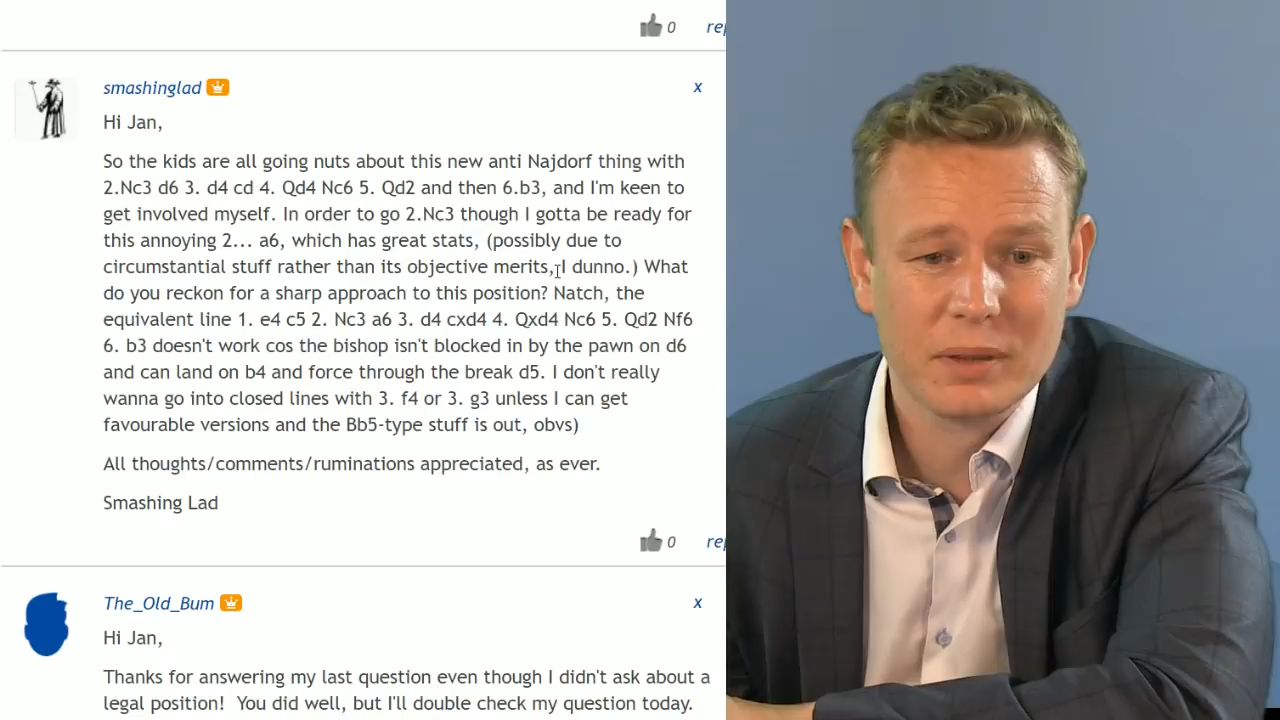 0 re
smashinglad x
Hi Jan,
So the kids are all going nuts about this new anti Najdorf thing with
2.Nc3 d6 3. d4 cd 4. Qd4 Nc6 5. Qd2 and then 6.b3, and I'm keen to
get involved myself. In order to go 2.Nc3 though I gotta be ready for
this annoying 2... a6, which has great stats, (possibly due to
circumstantial stuff rather than its objective merits, I dunno.) What
do you reckon for a sharp approach to this position? Natch, the
equivalent line 1. e4 c5 2. Nc3 a6 3. d4 cxd4 4. Qxd4 Nc6 5. Qd2 Nf6
6. b3 doesn't work cos the bishop isn't blocked in by the pawn on d6
and can land on b4 and force through the break d5. I don't really
wanna go into closed lines with 3. f4 or 3. g3 unless I can get
favourable versions and the Bb5-type stuff is out, obvs)
All thoughts/comments/ruminations appreciated, as ever.
Smashing Lad
0 re
The_Old_Bum x
Hi Jan,
Thanks for answering my last question even though I didn't ask about a
legal position! You did well, but I'll double check my question today.